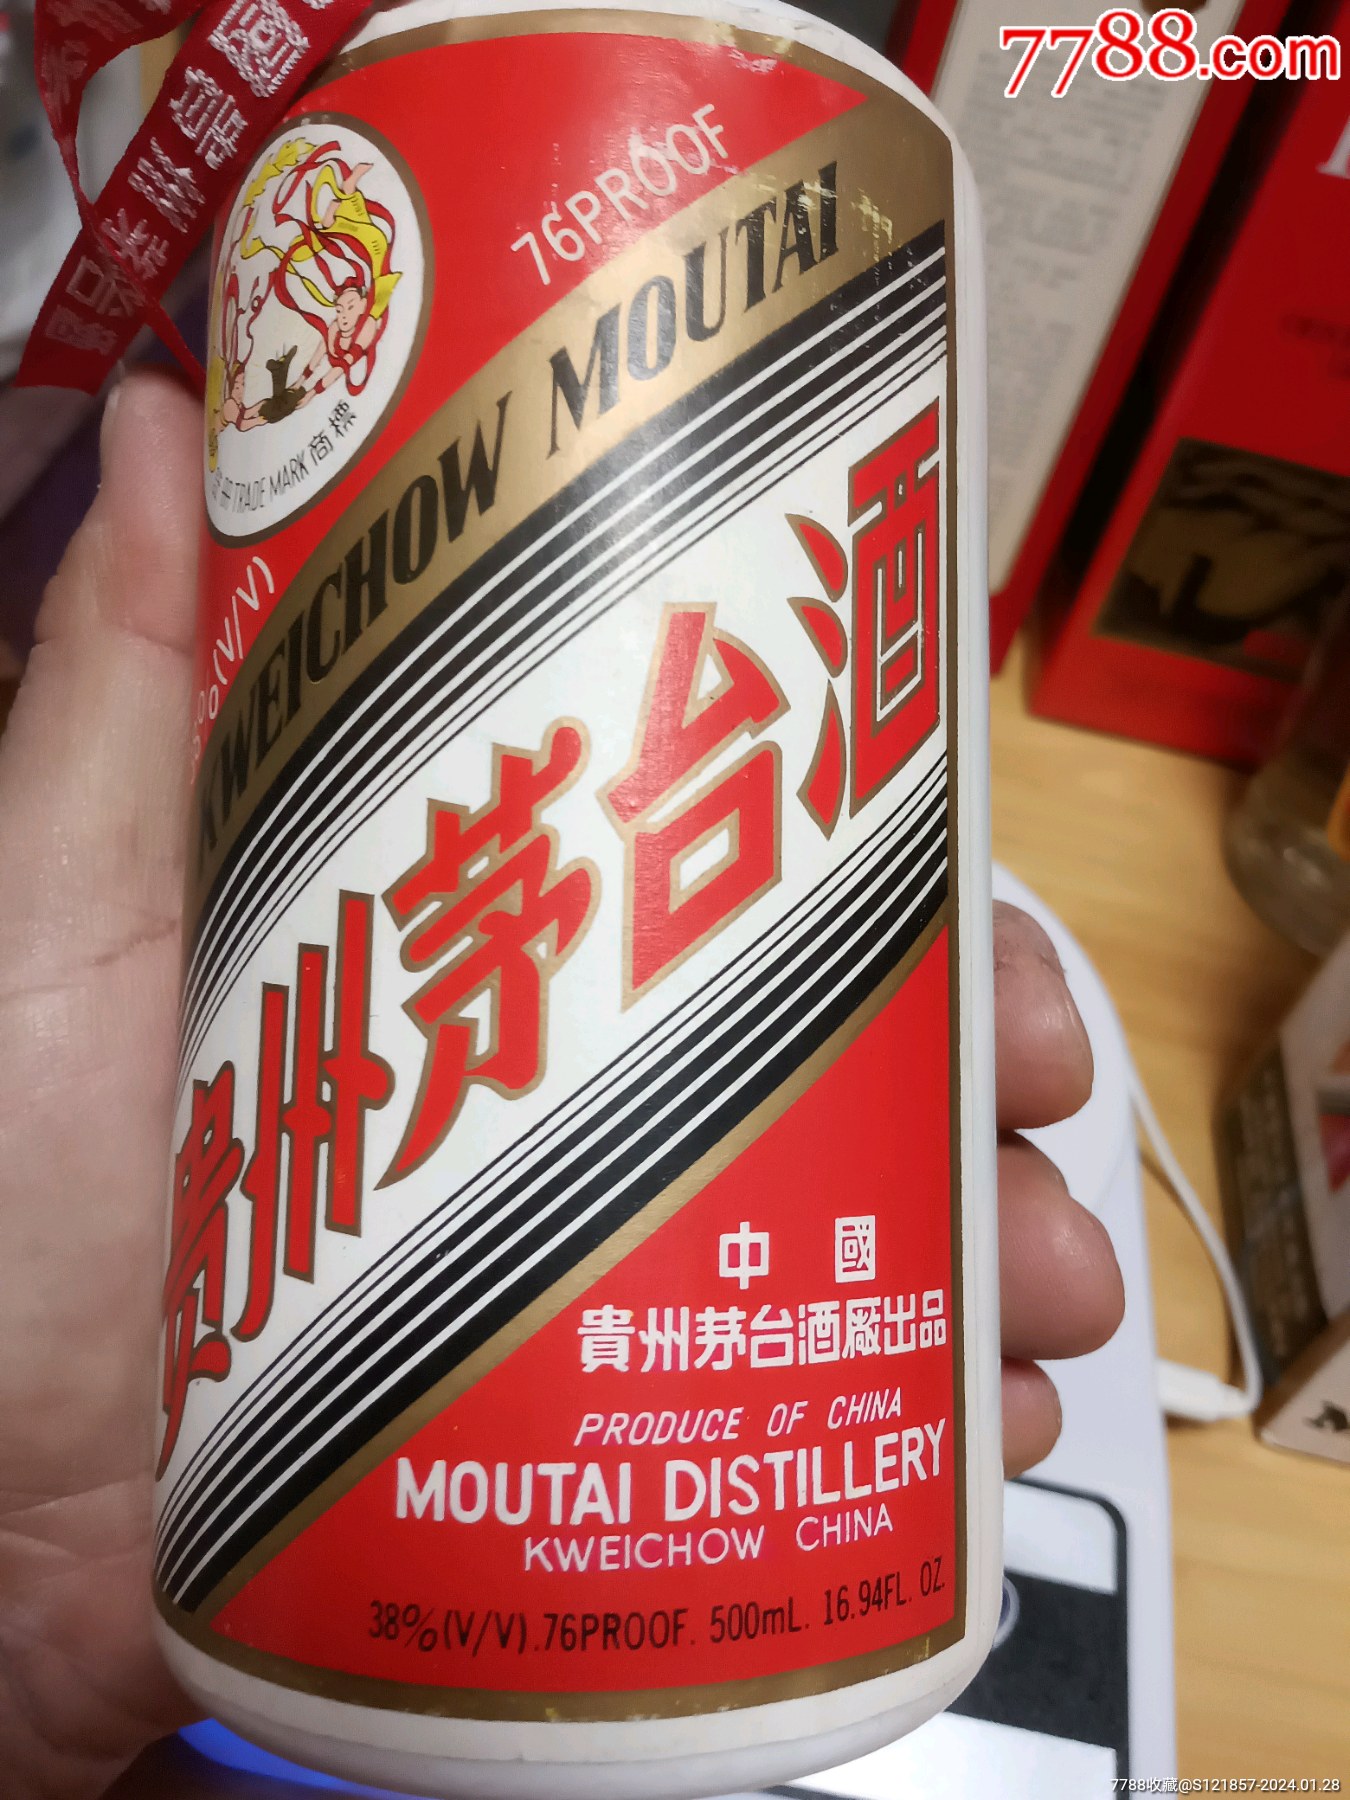 7788.com
76PROOF
TRADE MARK 商標
%(V/V)
KWEICHOW MOUTAI
贵州茅台酒
中國
貴州茅台酒廠出品
PRODUCE OF CHINA
MOUTAI DISTILLERY
KWEICHOW CHINA
38%(V/V).76PROOF. 500mL. 16.94FL. OZ.
7788收藏@S121857-2024.01.28